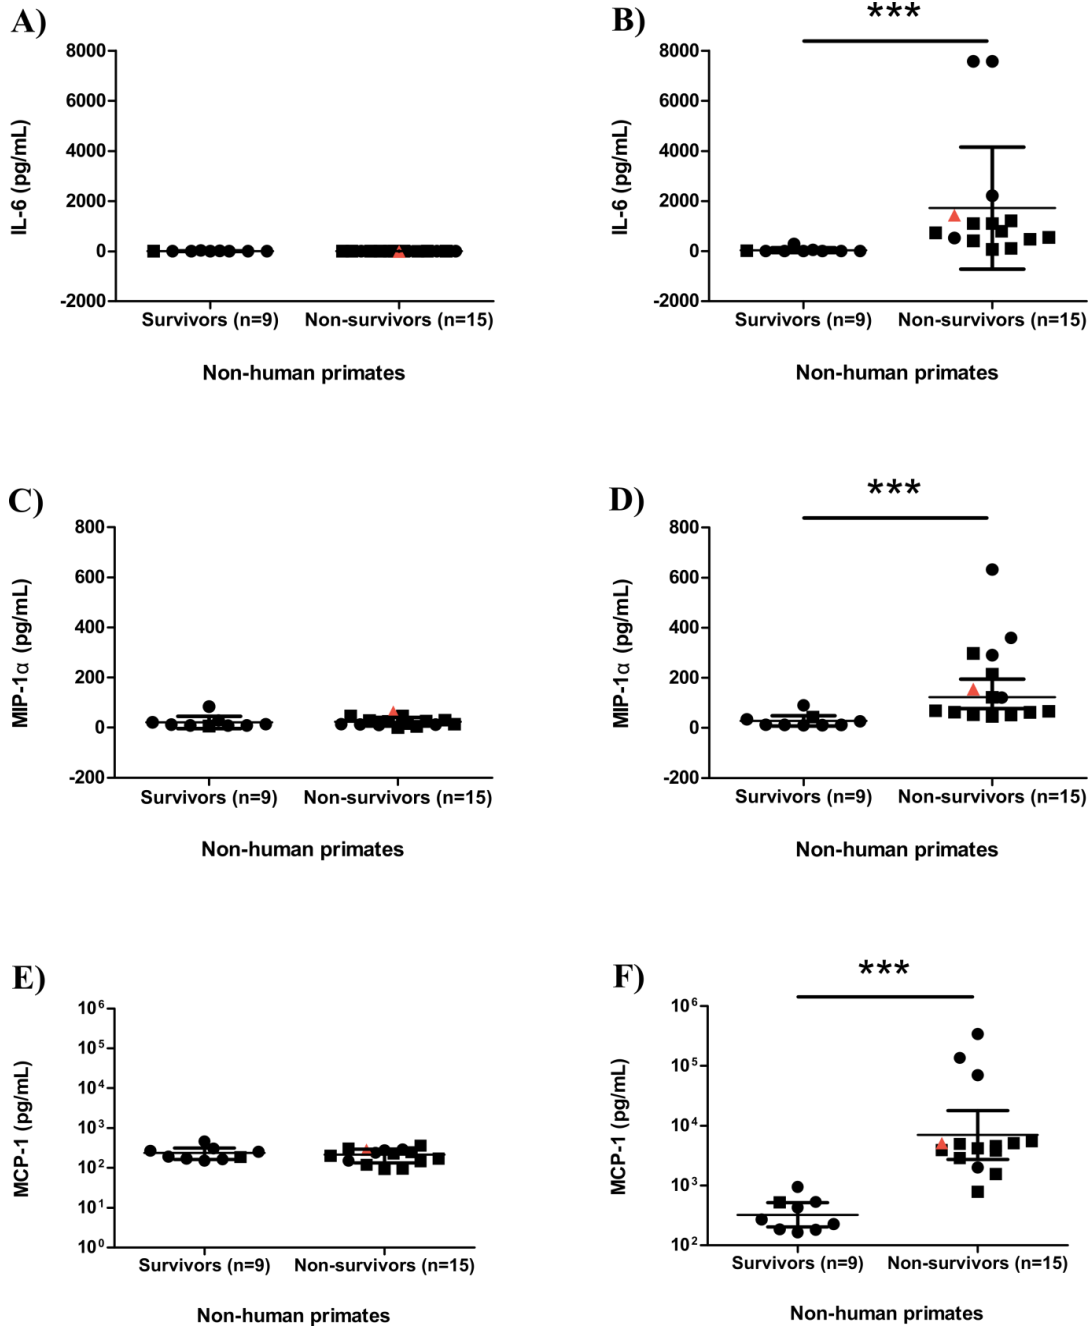 A)
8000
6000
4000
2000
0
-2000
IL-6 (pg/mL)
Survivors (n=9) Non-survivors (n=15)
Non-human primates
B)
***
8000
6000
4000
2000
0
-2000
IL-6 (pg/mL)
Survivors (n=9) Non-survivors (n=15)
Non-human primates
C)
800
600
400
200
0
-200
MIP-1α (pg/mL)
Survivors (n=9) Non-survivors (n=15)
Non-human primates
D)
***
800
600
400
200
0
-200
MIP-1α (pg/mL)
Survivors (n=9) Non-survivors (n=15)
Non-human primates
E)
10⁶
10⁵
10⁴
10³
10²
10¹
10⁰
MCP-1 (pg/mL)
Survivors (n=9) Non-survivors (n=15)
Non-human primates
F)
***
10⁶
10⁵
10⁴
10³
10²
MCP-1 (pg/mL)
Survivors (n=9) Non-survivors (n=15)
Non-human primates